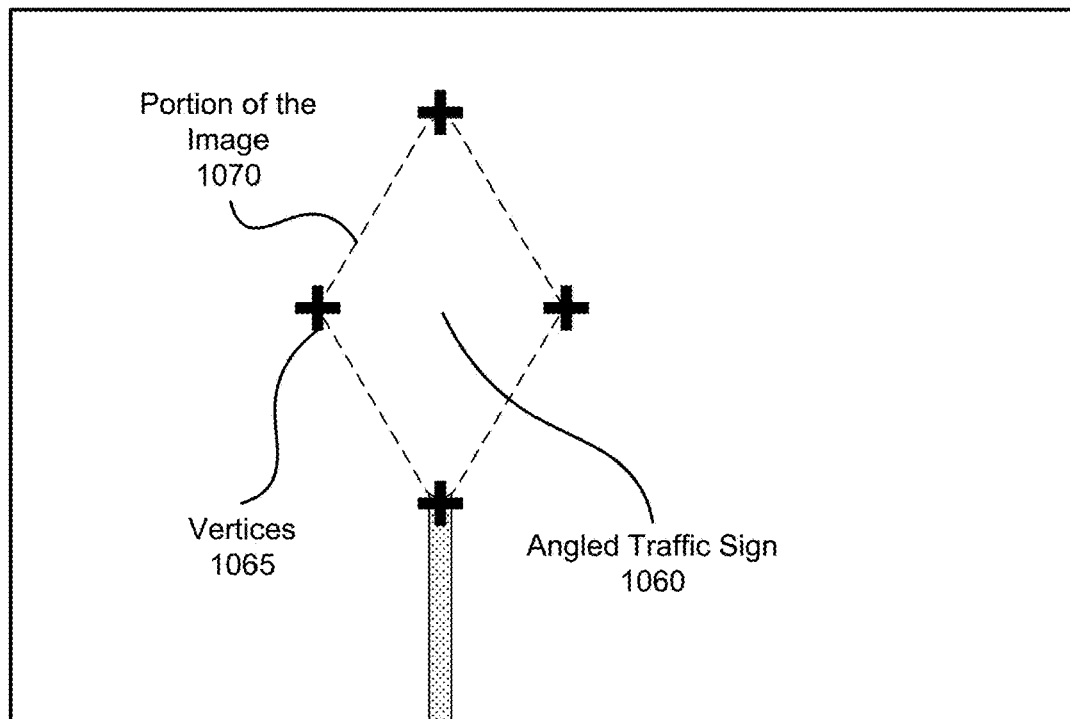 Portion of the
Image
1070
Vertices
1065
Angled Traffic Sign
1060